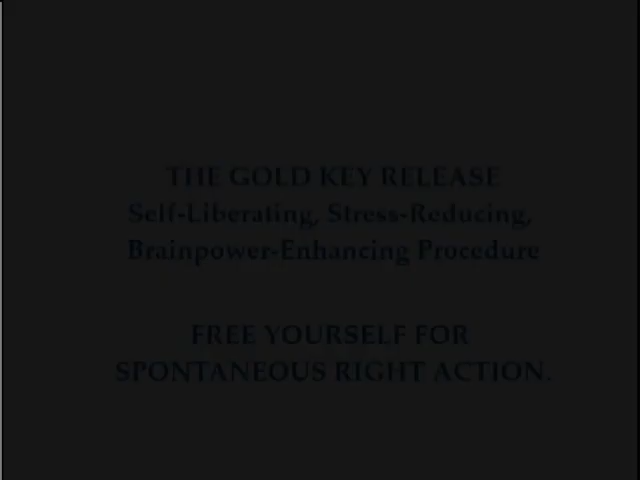 THE GOLD KEY RELEASE
Self-Liberating, Stress-Reducing,
Brainpower-Enhancing Procedure
FREE YOURSELF FOR
SPONTANEOUS RIGHT ACTION.